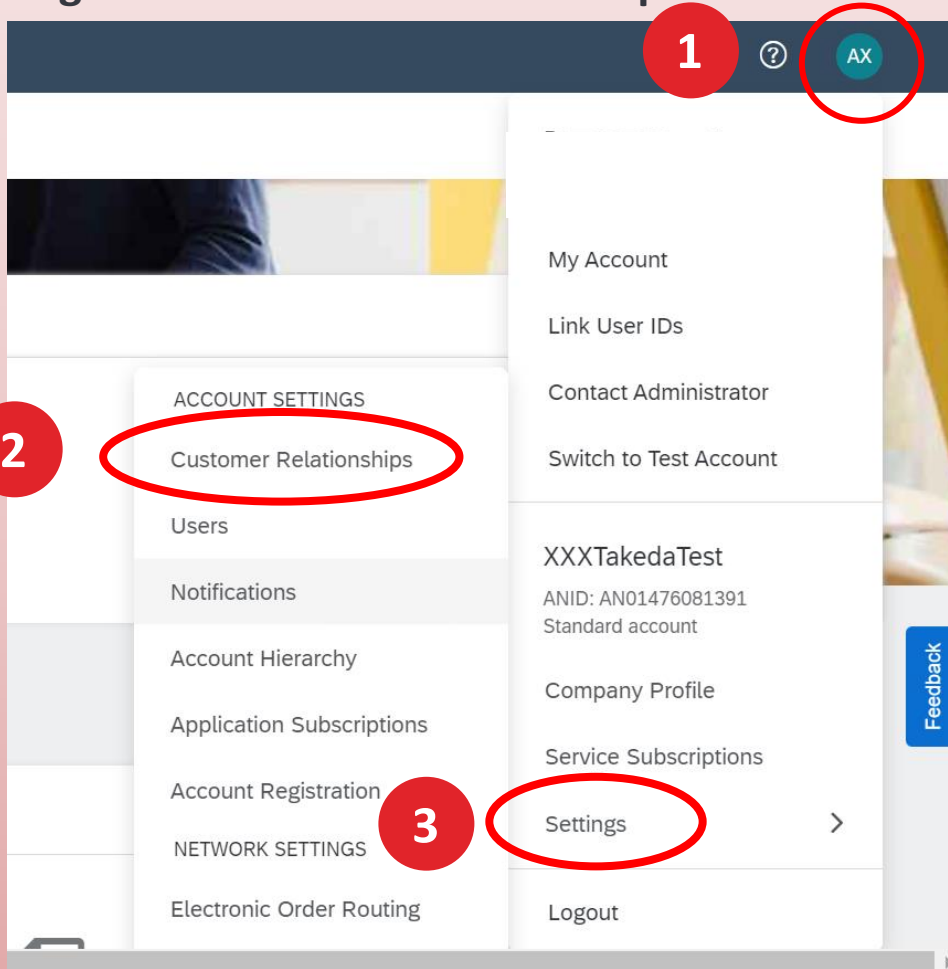 1
AX
My Account
Link User IDs
Contact Administrator
Switch to Test Account
2
ACCOUNT SETTINGS
Customer Relationships
Users
Notifications
Account Hierarchy
Application Subscriptions
Account Registration
NETWORK SETTINGS
Electronic Order Routing
XXXTakedaTest
ANID: AN01476081391
Standard account
Company Profile
Service Subscriptions
3
Settings
Logout
Feedback